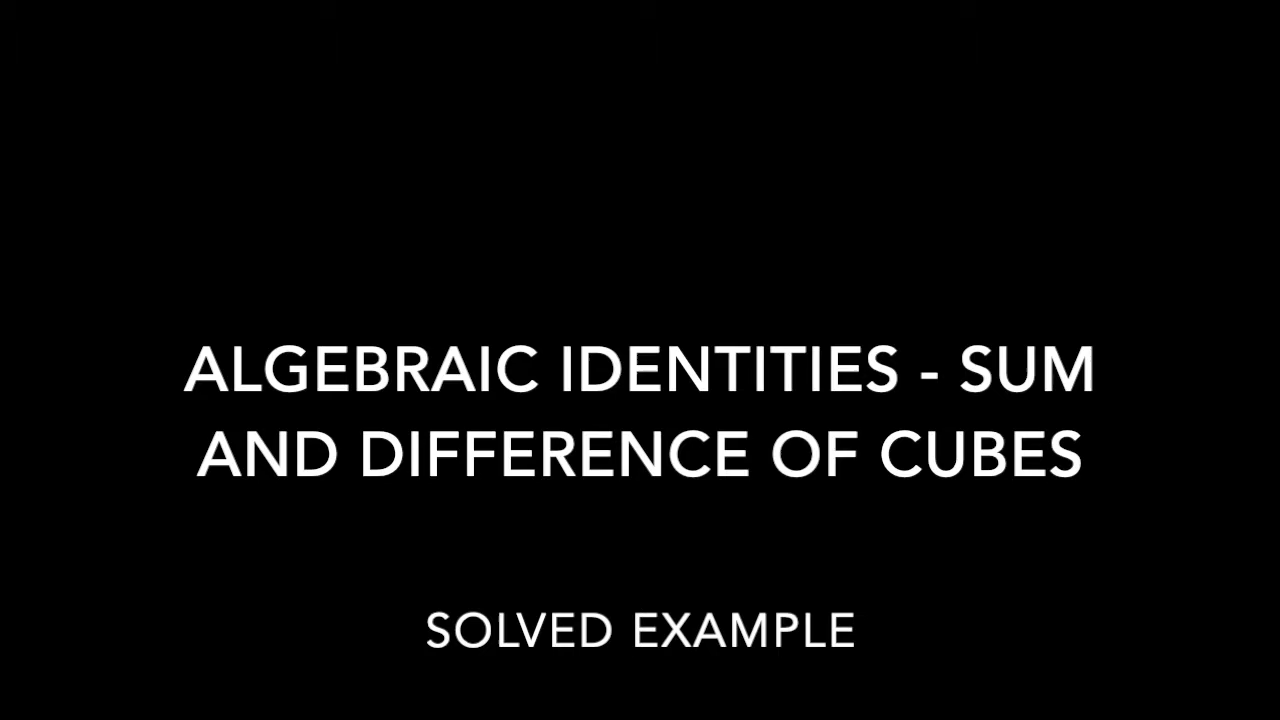 ALGEBRAIC IDENTITIES - SUM
AND DIFFERENCE OF CUBES
SOLVED EXAMPLE